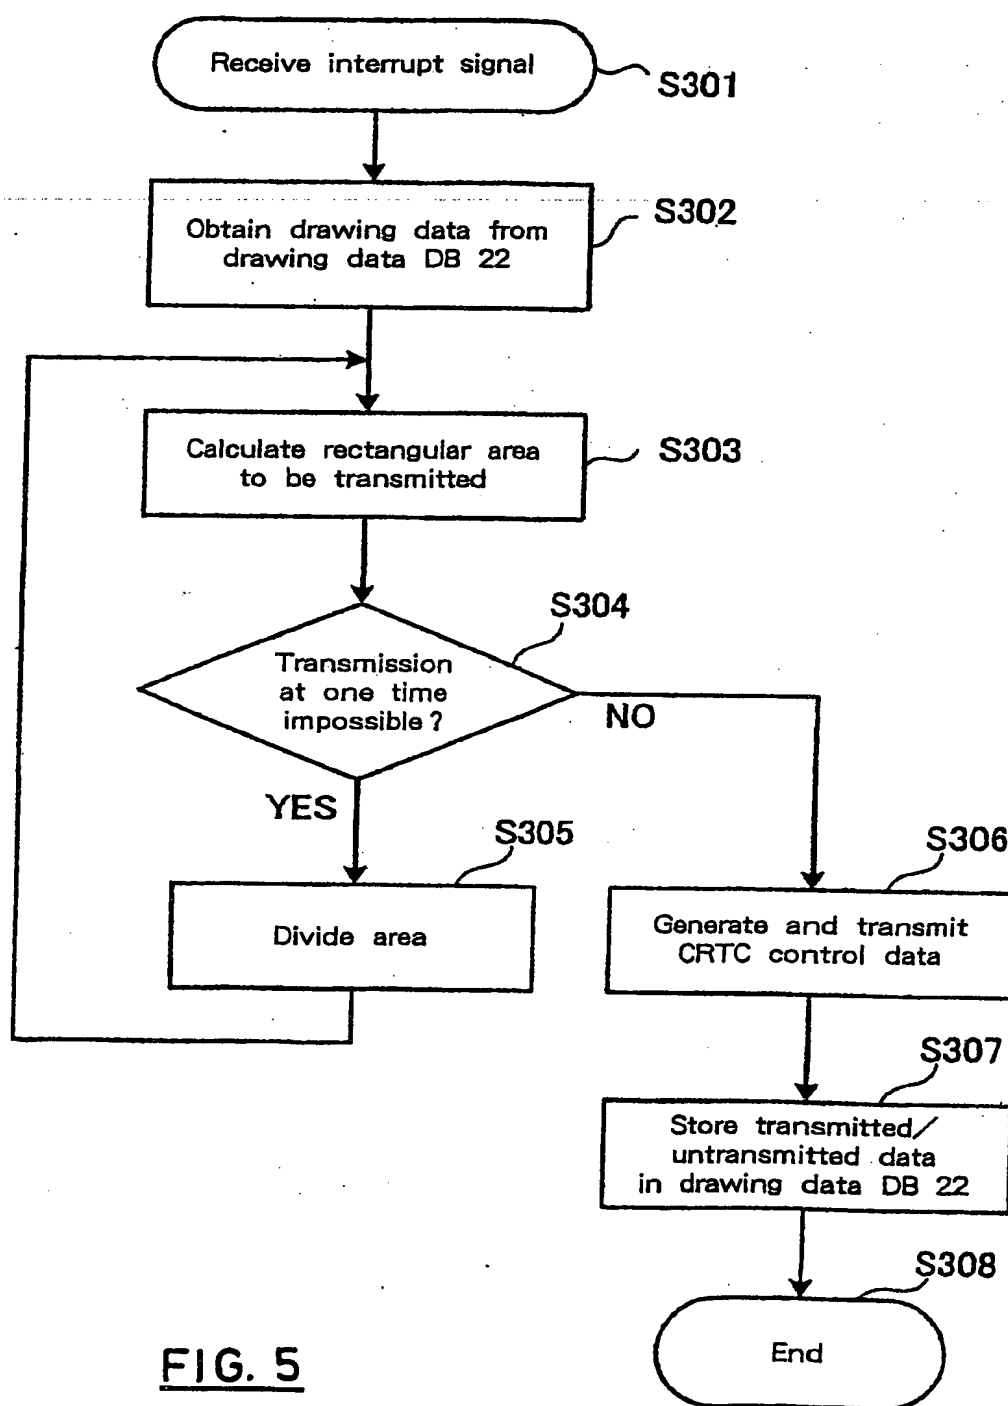 Receive interrupt signal
S301
S302
Obtain drawing data from
drawing data DB 22
Calculate rectangular area
to be transmitted
S303
S304
Transmission
at one time
impossible?
NO
YES
S305
Divide area
S306
Generate and transmit
CRTC control data
S307
Store transmitted/
untransmitted data
in drawing data DB 22
S308
End
FIG. 5